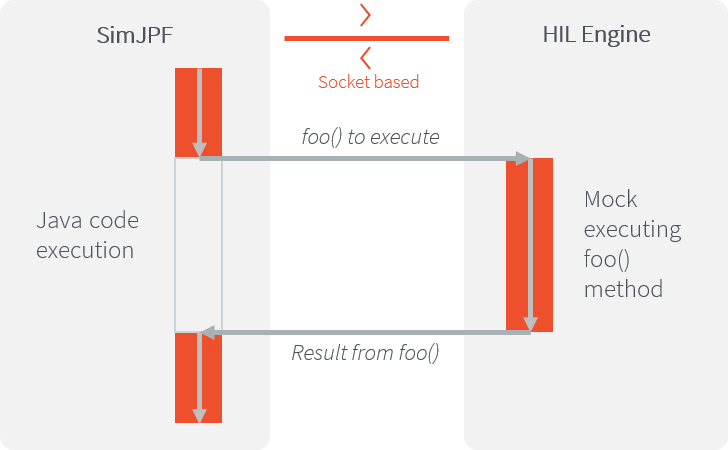 SimJPF
HIL Engine
Socket based
foo() to execute
Java code
execution
Mock
executing
foo()
method
Result from foo()